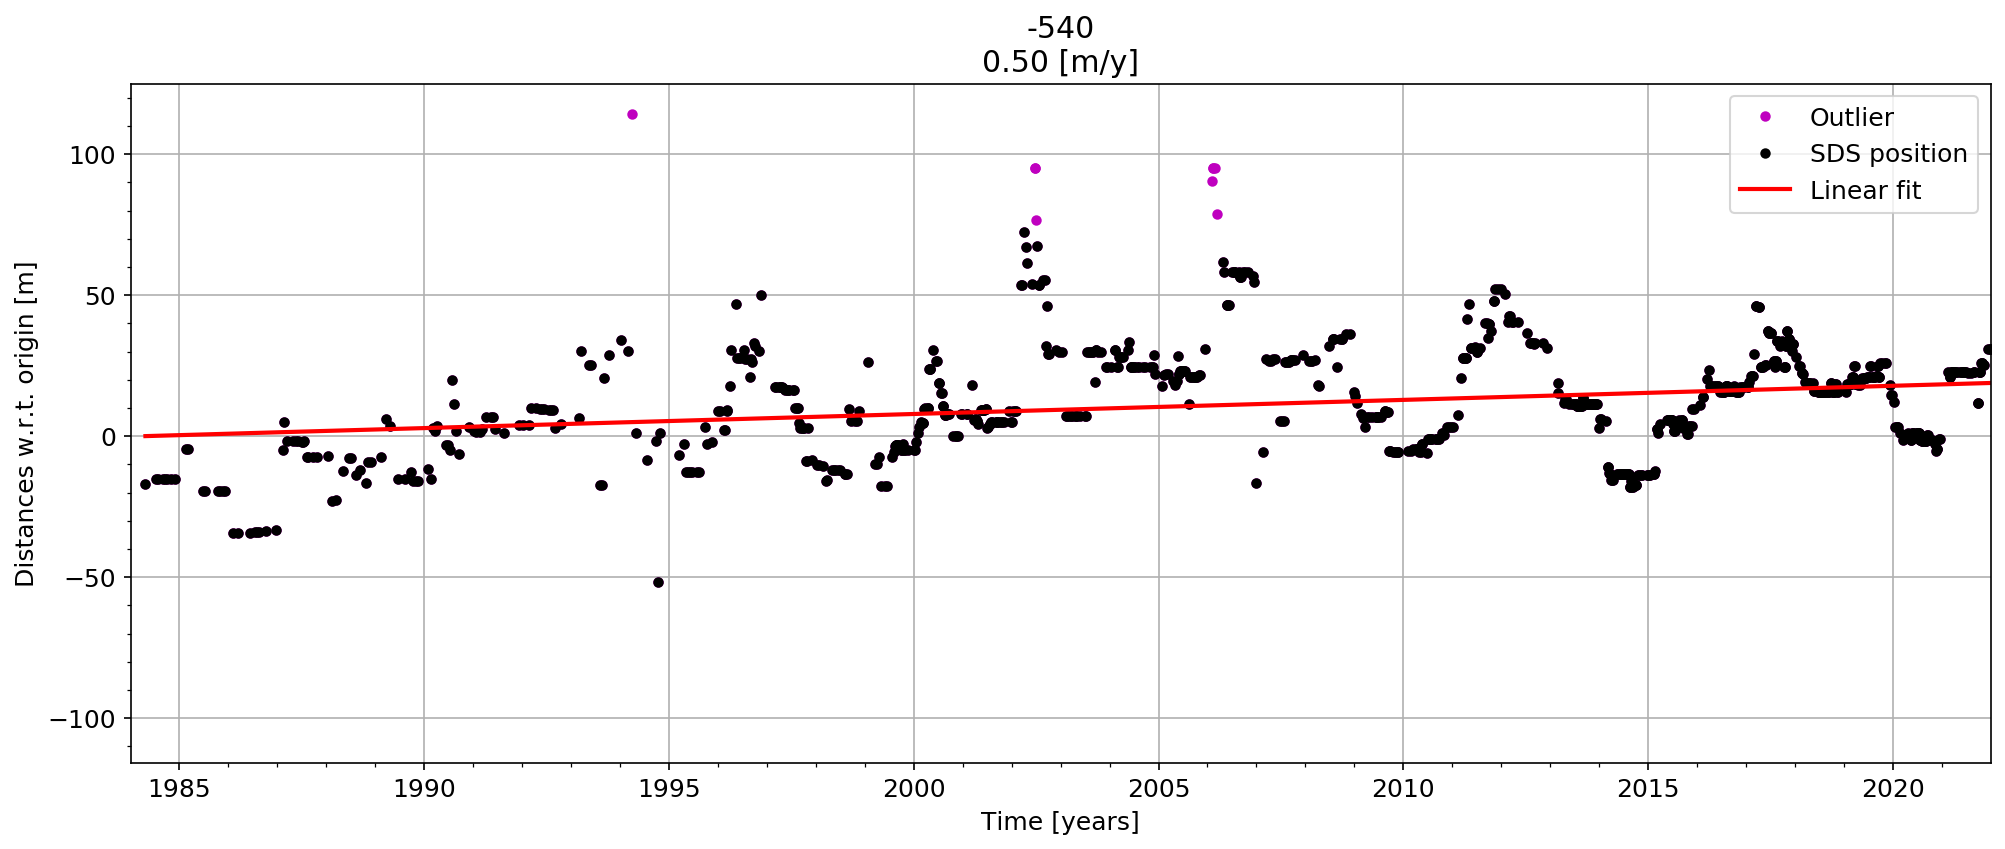 -540
0.50 [m/y]
Outlier
SDS position
Linear fit
Distances w.r.t. origin [m]
100
50
0
−50
−100
1985 1990 1995 2000 2005 2010 2015 2020
Time [years]